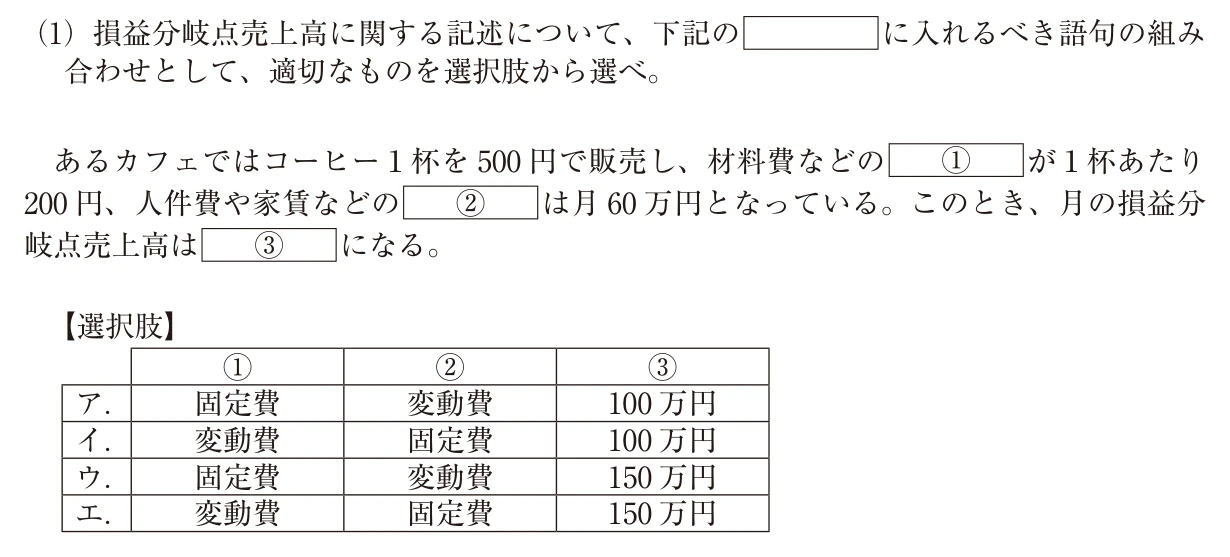 （1）損益分岐点売上高に関する記述について、下記の　　　　に入れるべき語句の組み
合わせとして、適切なものを選択肢から選べ。
あるカフェではコーヒー1杯を500円で販売し、材料費などの①が1杯あたり
200円、人件費や家賃などの②は月60万円となっている。このとき、月の損益分
岐点売上高は③になる。
【選択肢】
① ② ③
ア. 固定費 変動費 100万円
イ. 変動費 固定費 100万円
ウ. 固定費 変動費 150万円
エ. 変動費 固定費 150万円